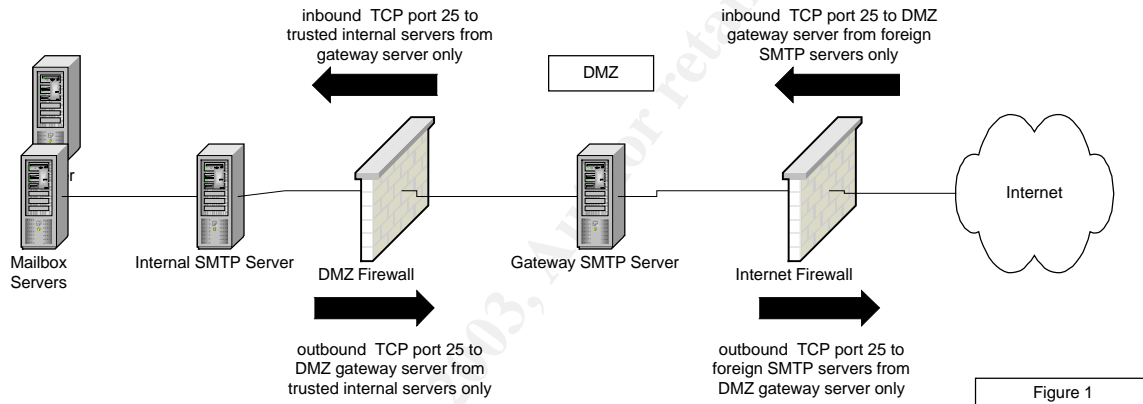 inbound TCP port 25 to
trusted internal servers from
gateway server only
DMZ
inbound TCP port 25 to DMZ
gateway server from foreign
SMTP servers only
Internet
Mailbox
Servers
Internal SMTP Server
DMZ Firewall
Gateway SMTP Server
Internet Firewall
outbound TCP port 25 to
DMZ gateway server from
trusted internal servers only
outbound TCP port 25 to
foreign SMTP servers from
DMZ gateway server only
Figure 1
2003, Author retai